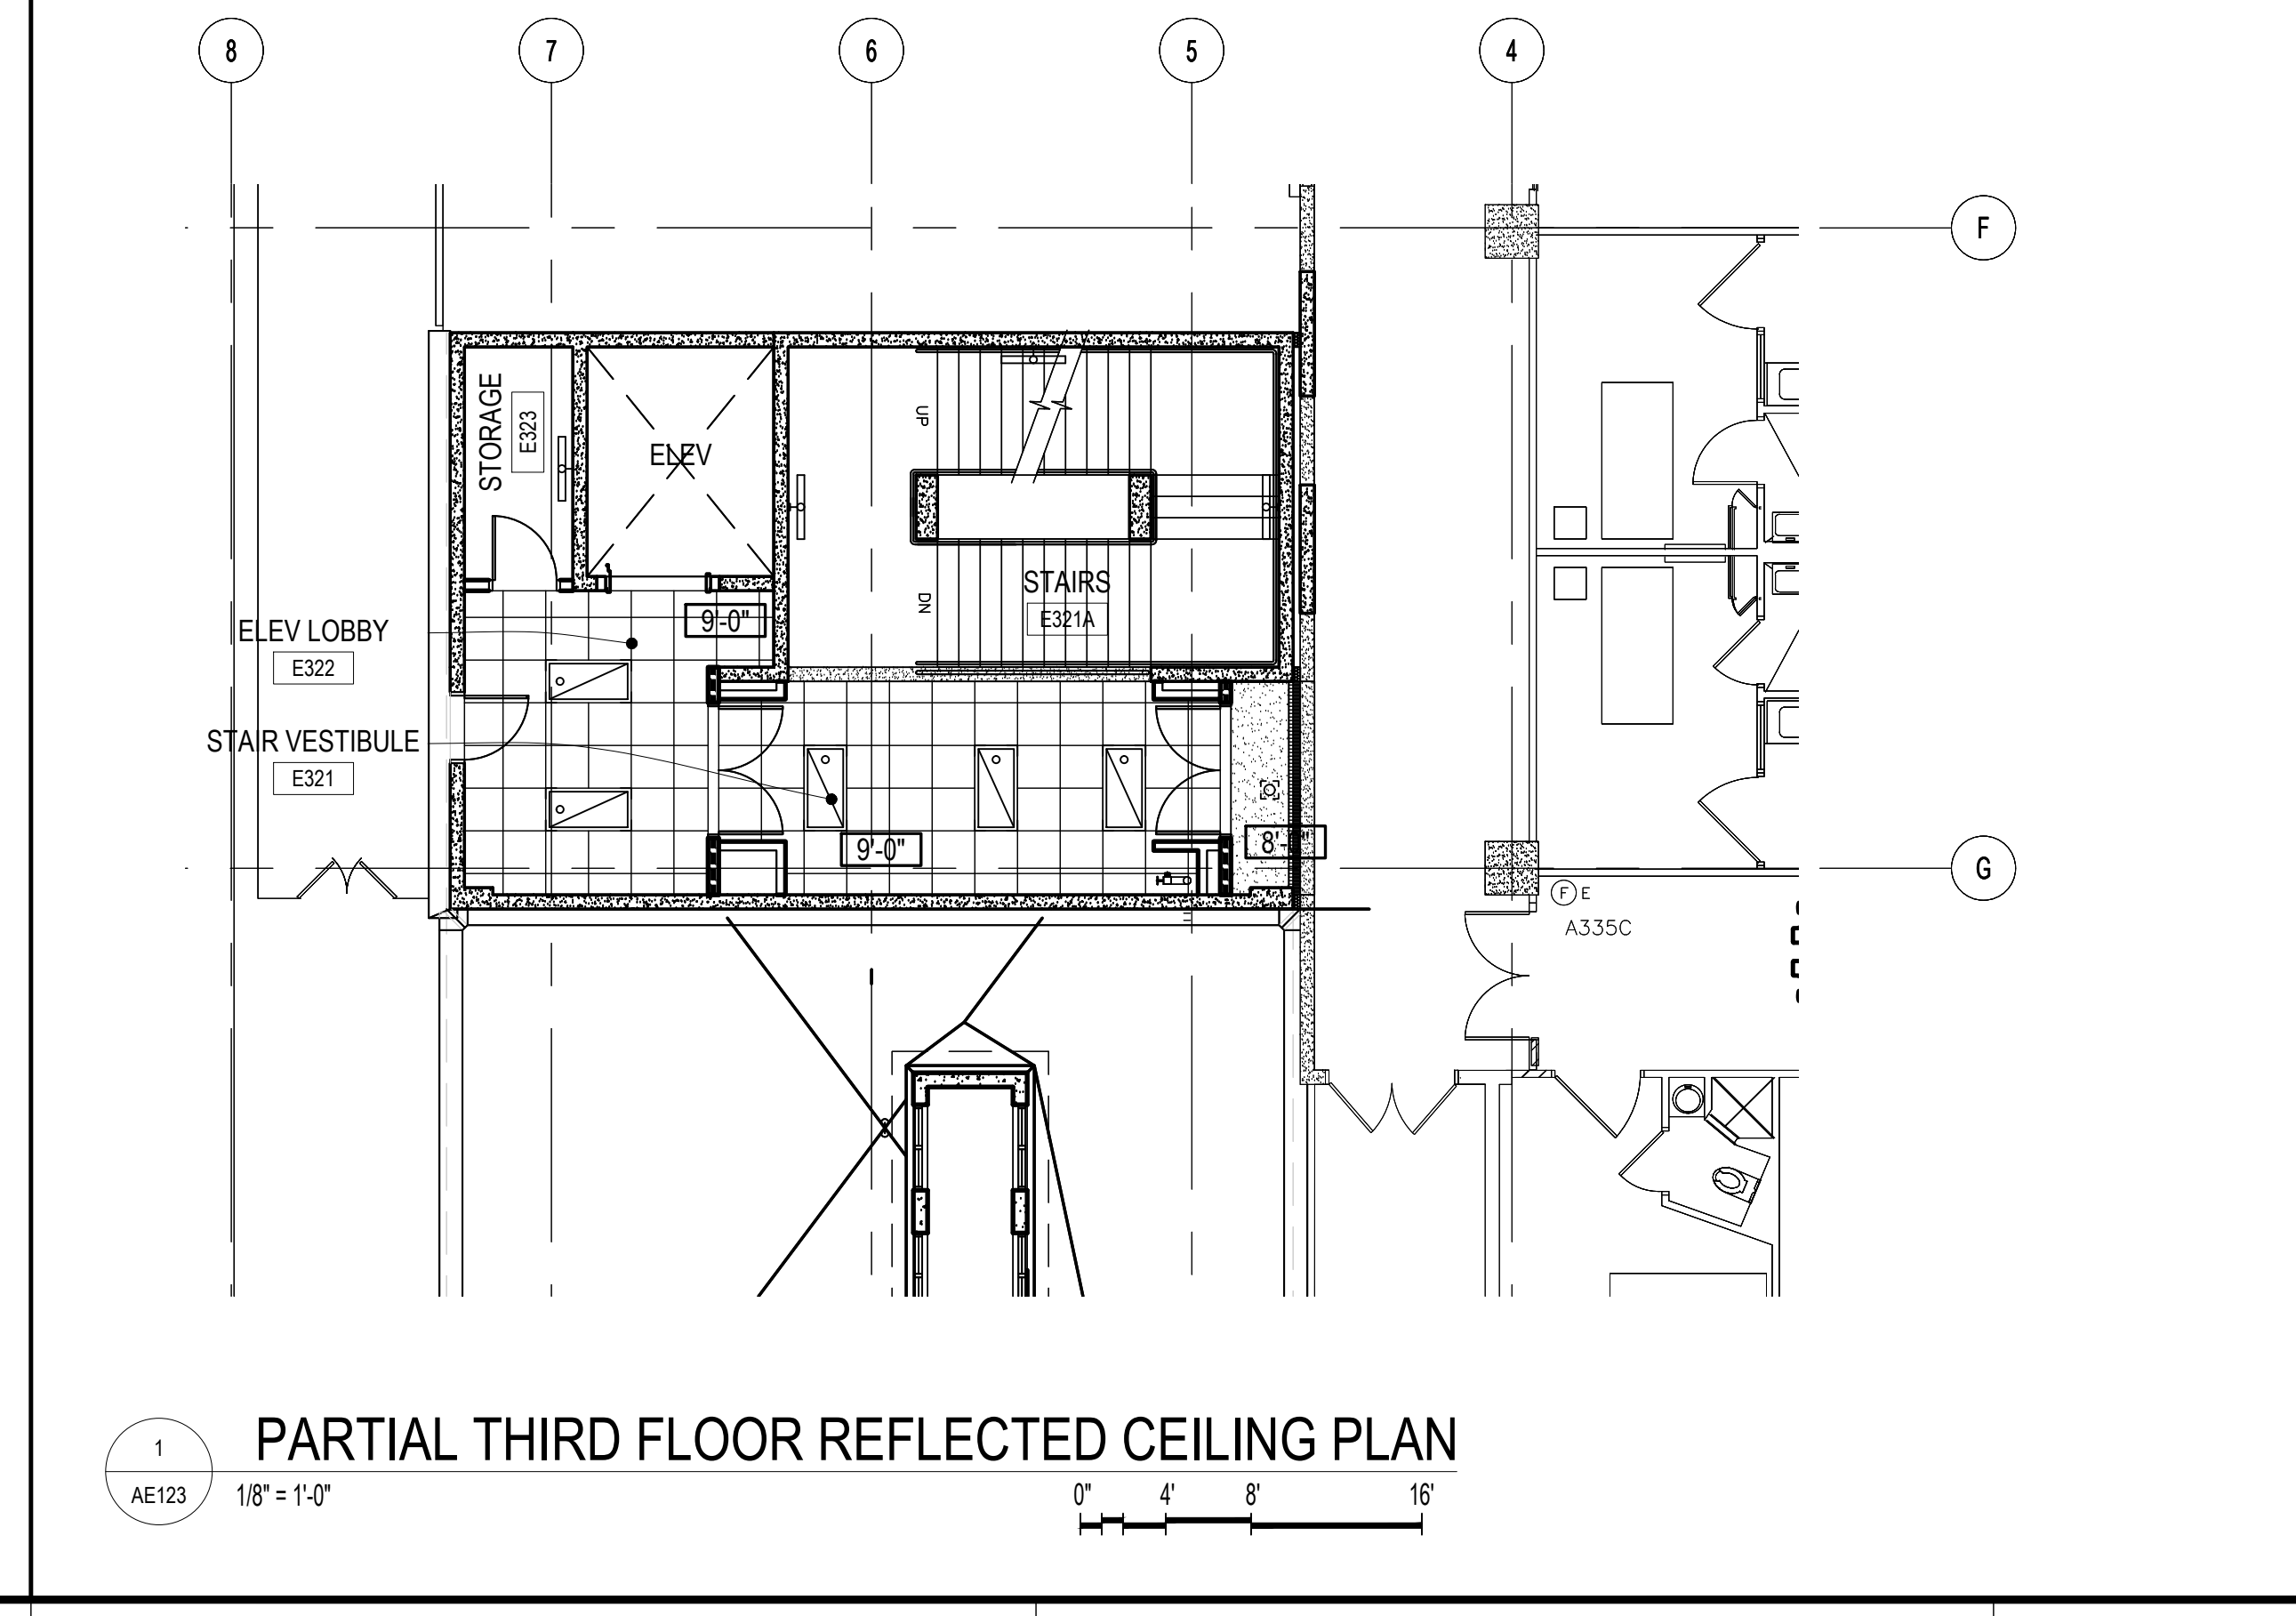 8 7 6 5 4
F
STORAGE
E323
ELEV
UP
DN
STAIRS
E321A
9'-0"
ELEV LOBBY
E322
STAIR VESTIBULE
E321
9'-0"
8'-
G
F E
A335C
1
AE123
PARTIAL THIRD FLOOR REFLECTED CEILING PLAN
1/8" = 1'-0"
0" 4' 8' 16'